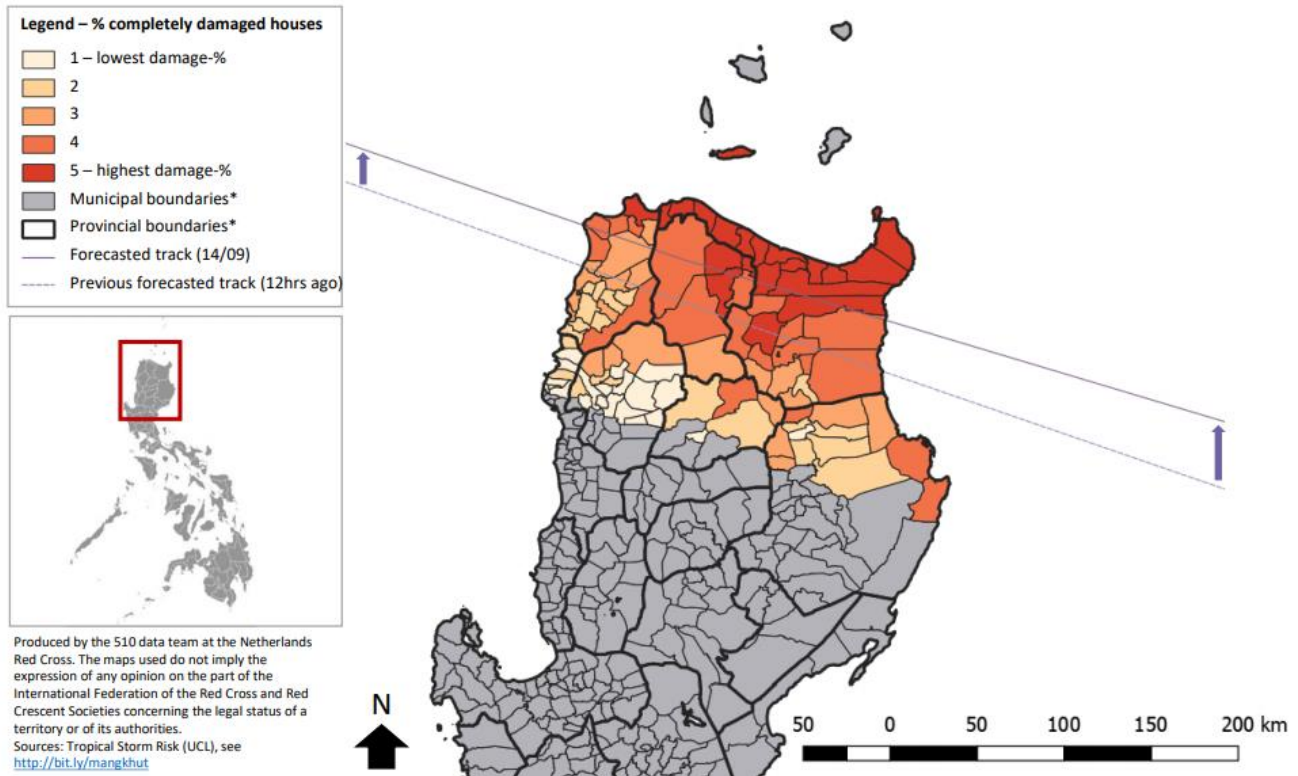 Legend – % completely damaged houses
1 – lowest damage-%
2
3
4
5 – highest damage-%
Municipal boundaries*
Provincial boundaries*
Forecasted track (14/09)
Previous forecasted track (12hrs ago)
Produced by the 510 data team at the Netherlands
Red Cross. The maps used do not imply the
expression of any opinion on the part of the
International Federation of the Red Cross and Red
Crescent Societies concerning the legal status of a
territory or of its authorities.
Sources: Tropical Storm Risk (UCL), see
http://bit.ly/mangkhut
N
50 0 50 100 150 200 km